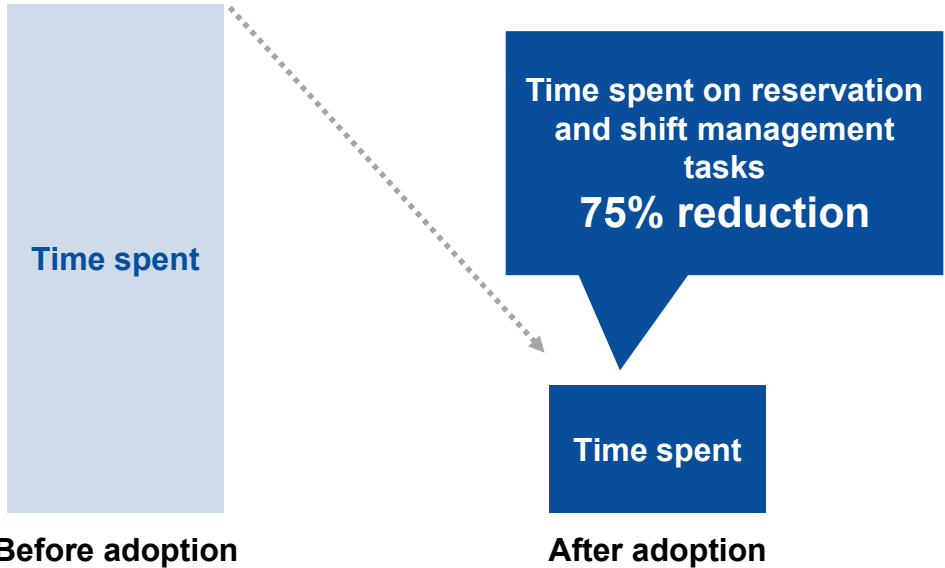 Time spent on reservation
and shift management
tasks
75% reduction
Time spent
Time spent
Before adoption
After adoption